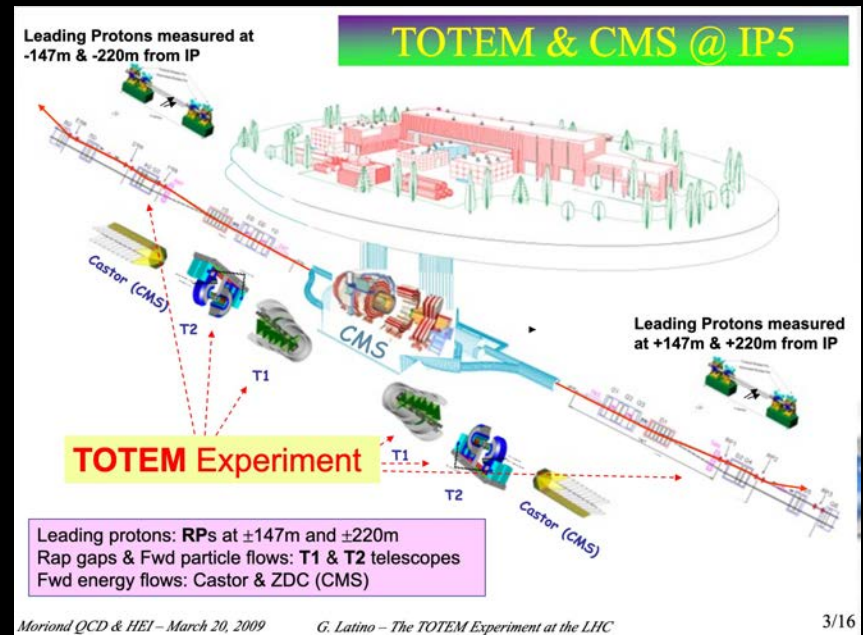 Leading Protons measured at
-147m & -220m from IP
TOTEM & CMS @ IP5
Castor (CMS)
T2
T1
CMS
Leading Protons measured
at +147m & +220m from IP
TOTEM Experiment
T1
T2
Castor (CMS)
Leading protons: RPs at ±147m and ±220m
Rap gaps & Fwd particle flows: T1 & T2 telescopes
Fwd energy flows: Castor & ZDC (CMS)
Moriond QCD & HEI – March 20, 2009
G. Latino – The TOTEM Experiment at the LHC
3/16